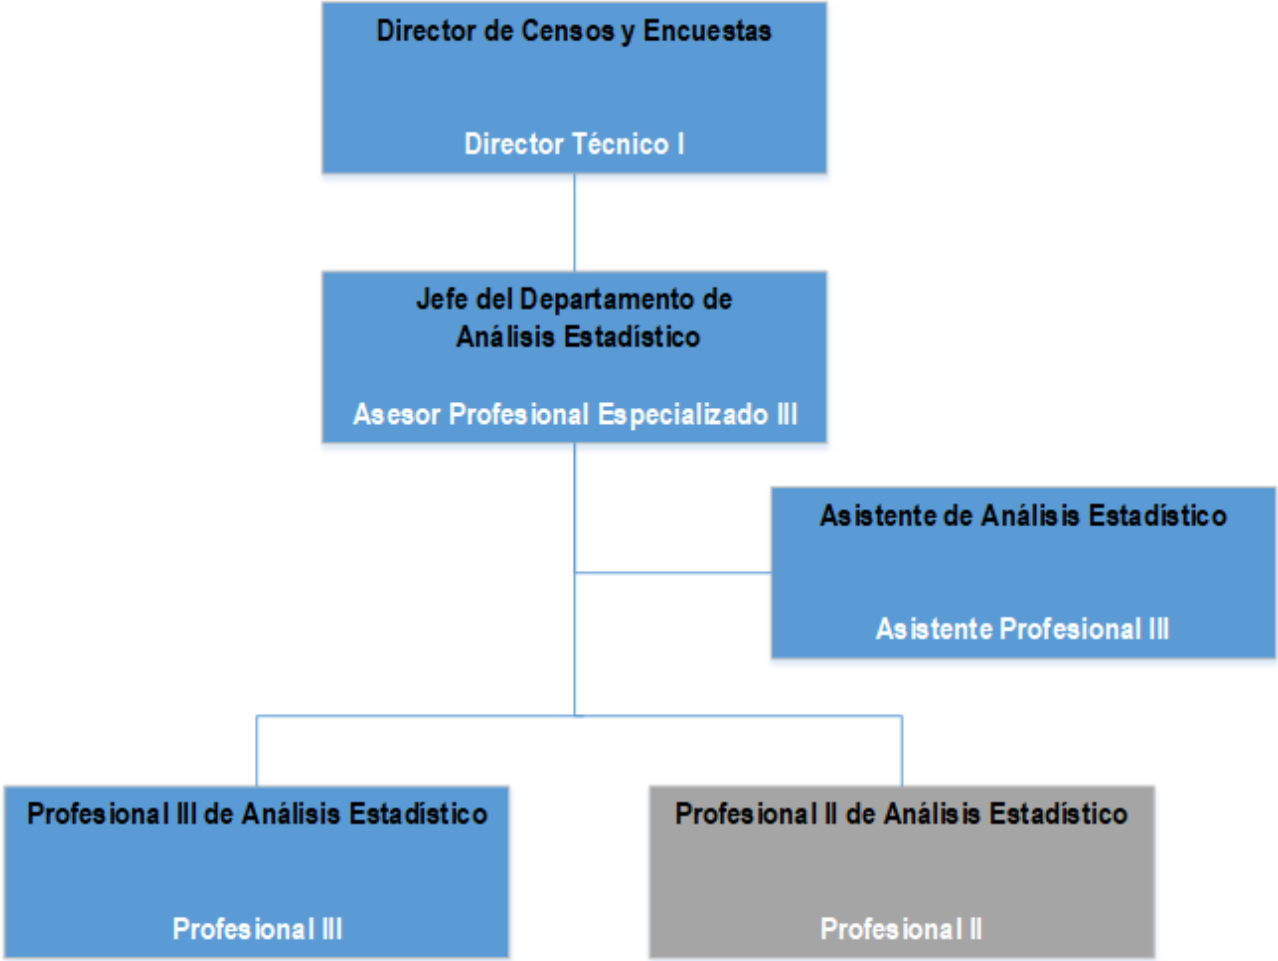 Director de Censos y Encuestas
Director Técnico I
Jefe del Departamento de
Análisis Estadístico
Asesor Profesional Especializado III
Asistente de Análisis Estadístico
Asistente Profesional III
Profesional III de Análisis Estadístico
Profesional III
Profesional II de Análisis Estadístico
Profesional II